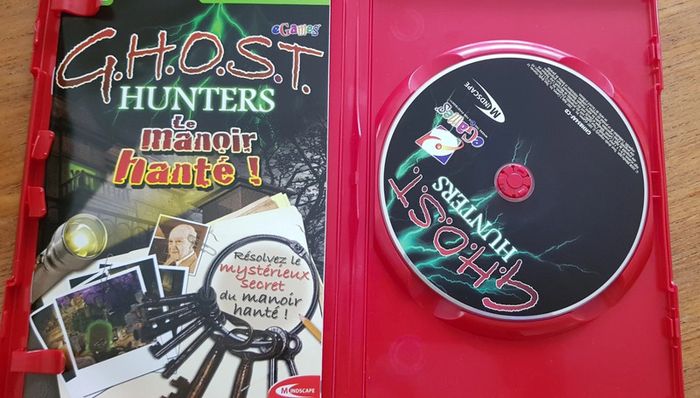 eGames
G.H.O.S.T.
HUNTERS
Le
manoir
hanté !
Résolvez le
mystérieux
secret
du manoir
hanté !
MINDSCAPE
MINDSCAPE
eGames
G.H.O.S.T.
HUNTERS